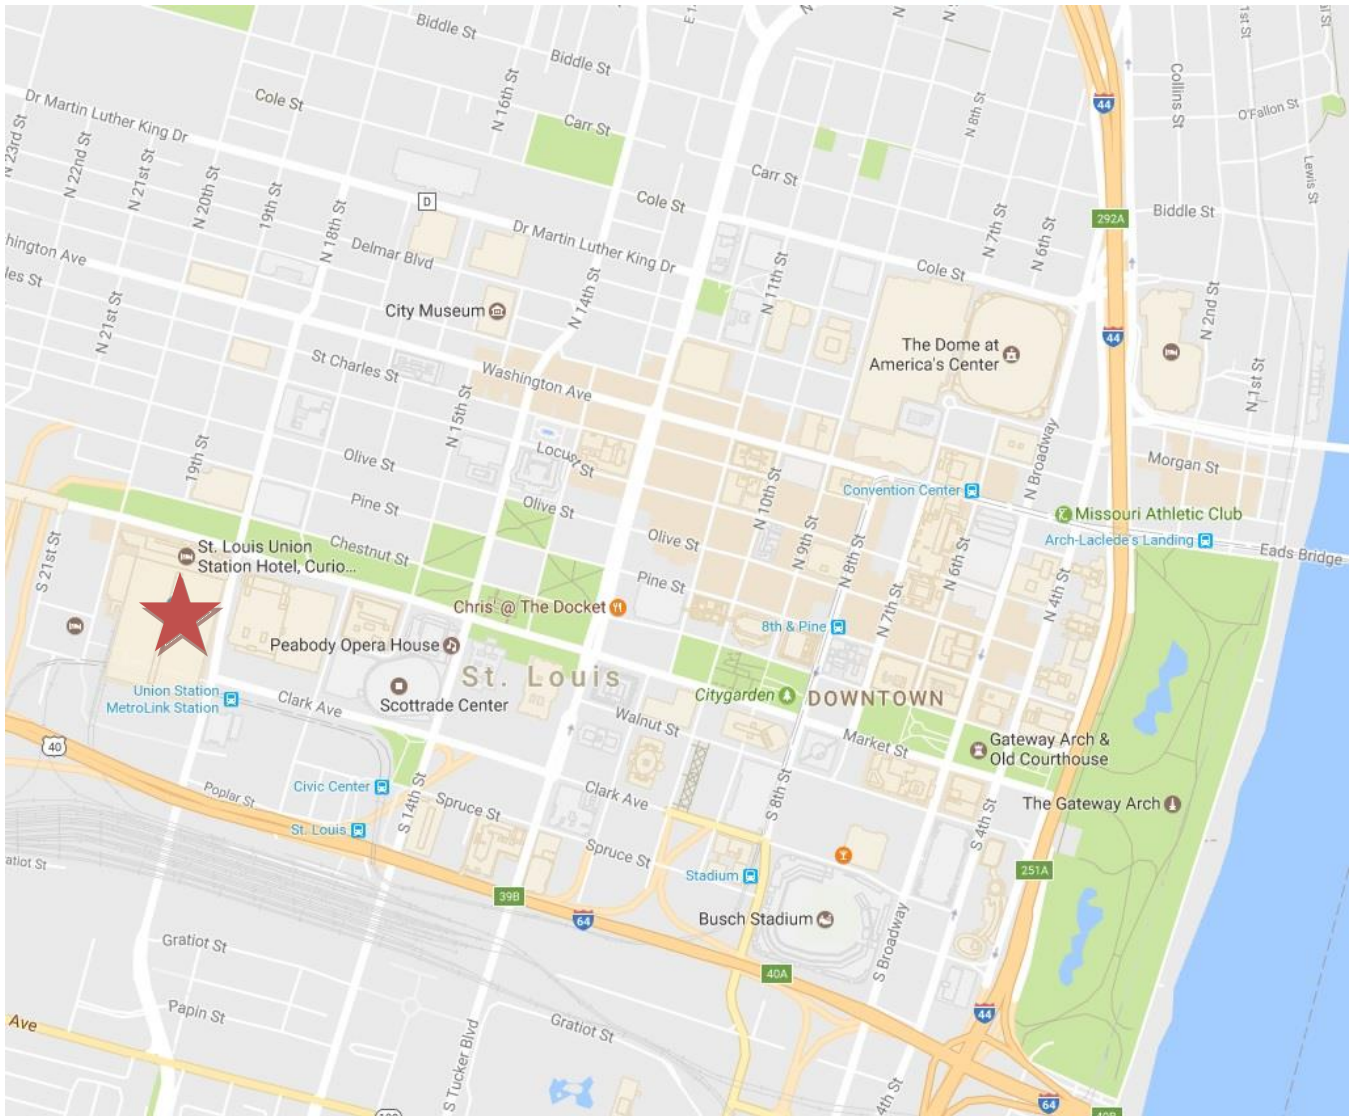 Biddle St
E 1
Biddle St
44
Collins St
1st St
O'Fallon St
Dr Martin Luther King Dr
Cole St
N 16th St
Carr St
N 8th St
N 23rd St
N 22nd St
N 21st St
N 20th St
19th St
N 18th St
Carr St
Lewis St
D
Cole St
Biddle St
292A
Delmar Blvd
Dr Martin Luther King Dr
N 7th St
N 6th St
hington Ave
les St
N 14th St
N 11th St
Cole St
N 21st St
City Museum
N 2nd St
44
The Dome at
America's Center
St Charles St
Washington Ave
N 1st St
N 15th St
19th St
Olive St
Locust St
N Broadway
Morgan St
Convention Center
Pine St
Olive St
N 10th St
Missouri Athletic Club
Arch-Laclede's Landing
Eads Bridge
Chestnut St
Olive St
N 9th St
N 8th St
N 6th St
S 21st St
St. Louis Union
Station Hotel, Curio...
Pine St
N 7th St
N 4th St
Chris' @ The Docket
8th & Pine
Peabody Opera House
St. Louis
Union Station
MetroLink Station
Clark Ave
Scottrade Center
Citygarden
DOWNTOWN
Walnut St
Market St
Gateway Arch &
Old Courthouse
40
Civic Center
Poplar St
S 14th St
Spruce St
Clark Ave
S 8th St
The Gateway Arch
St. Louis
S 4th St
Spruce St
Stadium
251A
atiot St
39B
64
Busch Stadium
S Broadway
Gratiot St
40A
Papin St
Ave
Gratiot St
44
S Tucker Blvd
4th St
64